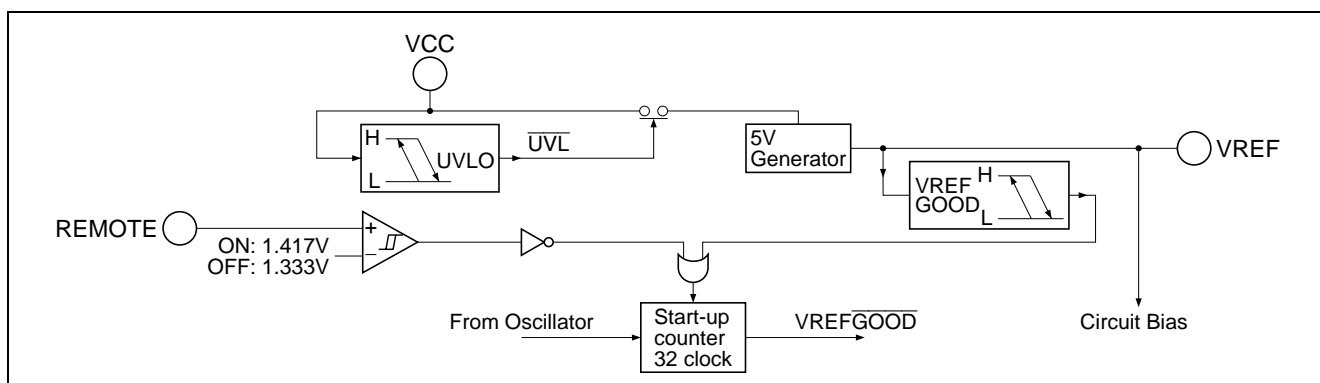 VCC
H
L
UVLO
UVL
5V
Generator
VREF
VREF
GOOD
H
L
REMOTE
+
ON: 1.417V
OFF: 1.333V
−
From Oscillator
Start-up
counter
32 clock
VREFGOOD
Circuit Bias